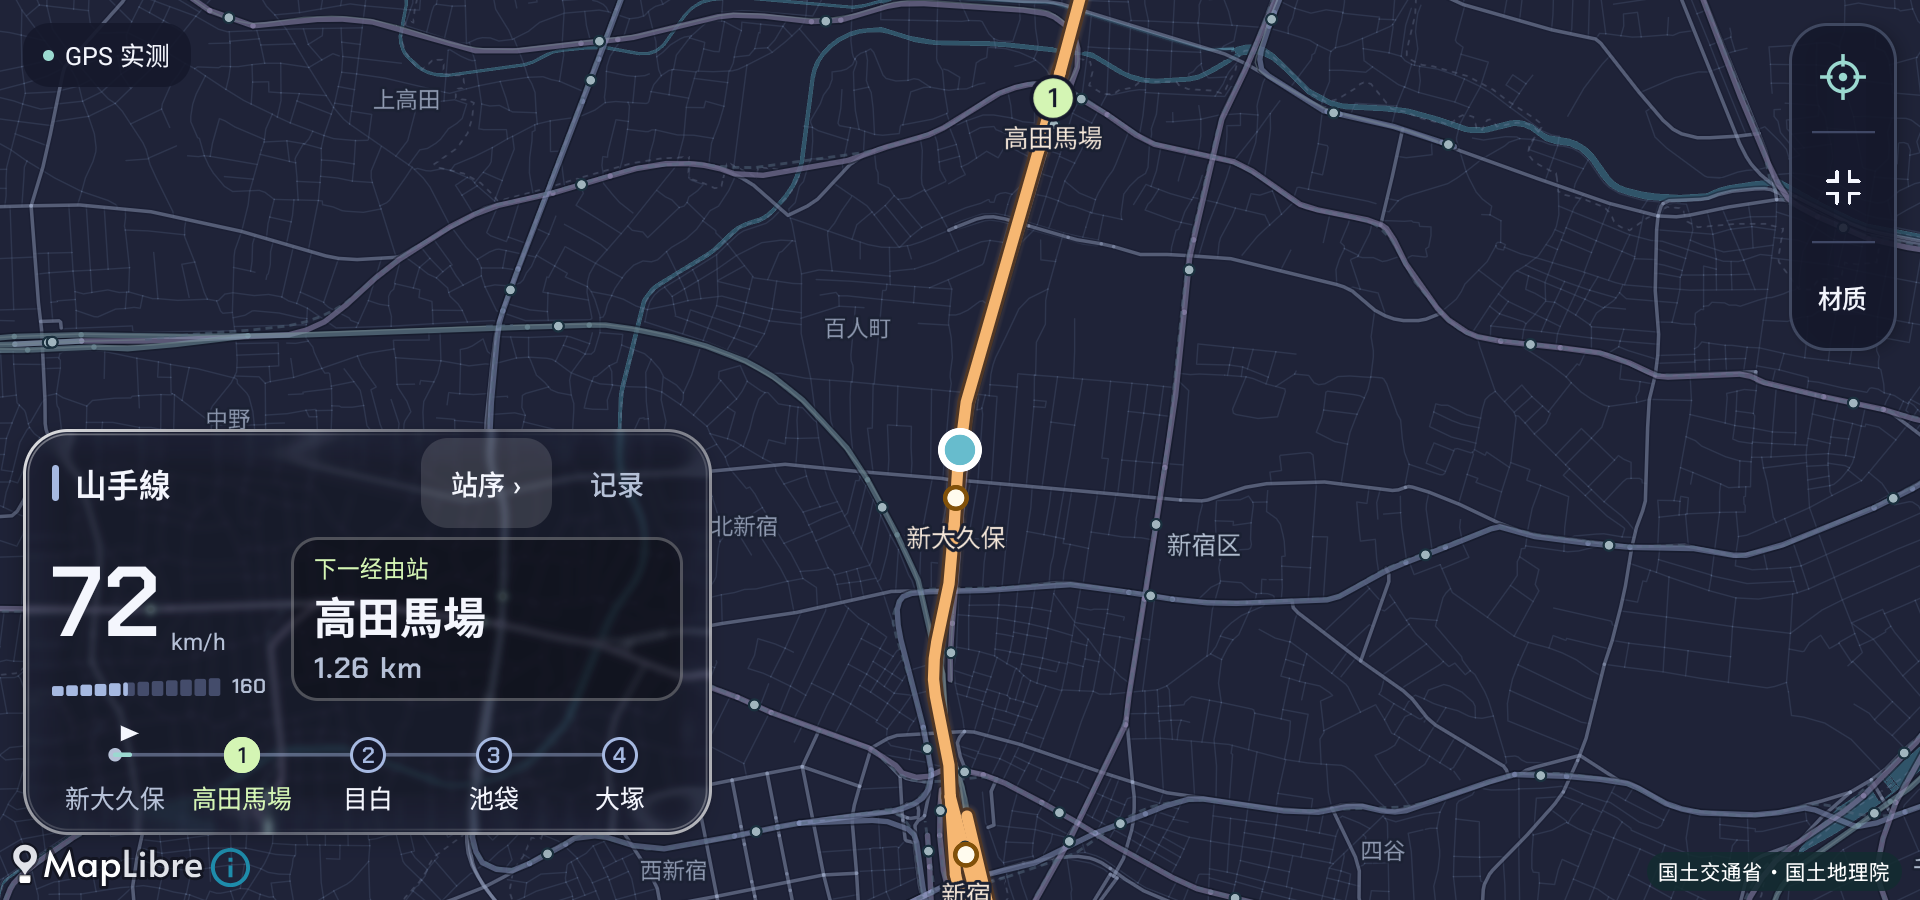 GPS 实测
上高田
1
高田馬場
材质
百人町
中野
山手線
站序 ›
记录
北新宿
新大久保
新宿区
72
km/h
160
下一经由站
高田馬場
1.26 km
1
2
3
4
新大久保
高田馬場
目白
池袋
大塚
MapLibre
西新宿
新宿
四谷
国土交通省・国土地理院